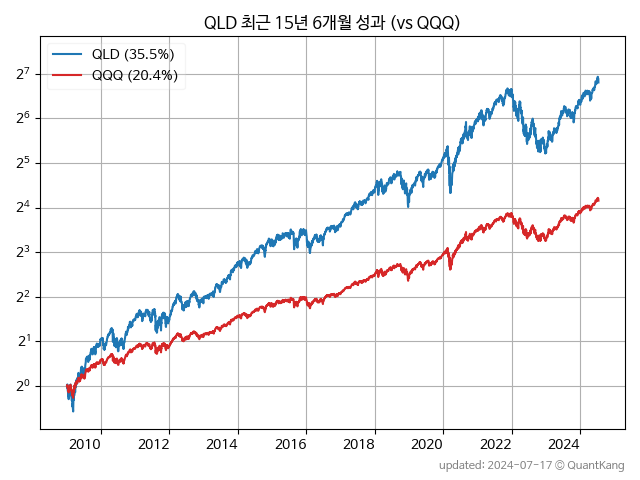 QLD 최근 15년 6개월 성과 (vs QQQ)
QLD (35.5%)
QQQ (20.4%)
2⁷
2⁶
2⁵
2⁴
2³
2²
2¹
2⁰
2010 2012 2014 2016 2018 2020 2022 2024
updated: 2024-07-17 © QuantKang